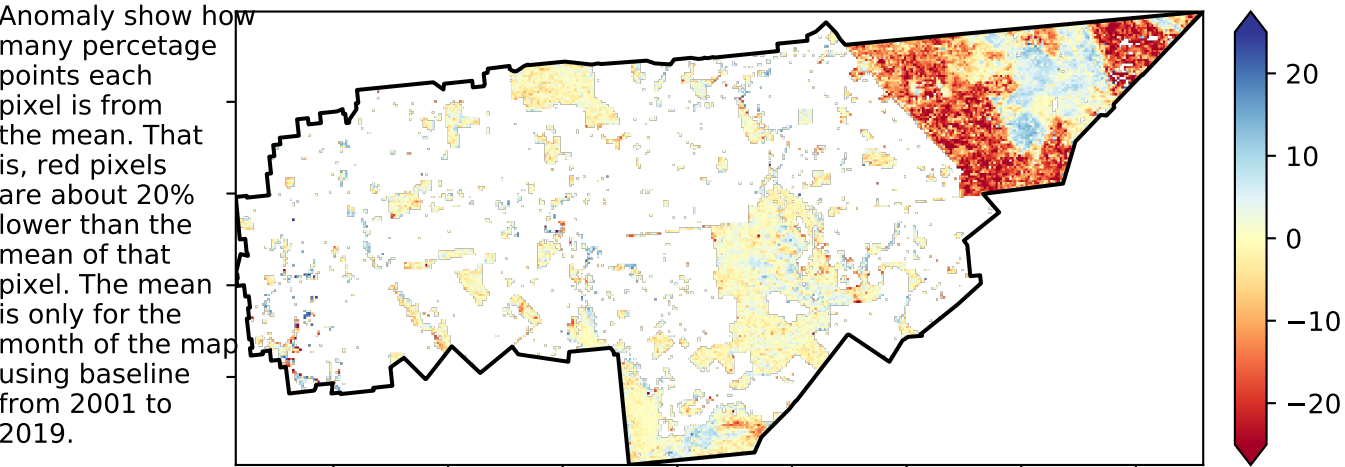 Anomaly show how
many percetage
points each
pixel is from
the mean. That
is, red pixels
are about 20%
lower than the
mean of that
pixel. The mean
is only for the
month of the map
using baseline
from 2001 to
2019.
20
10
0
−10
−20